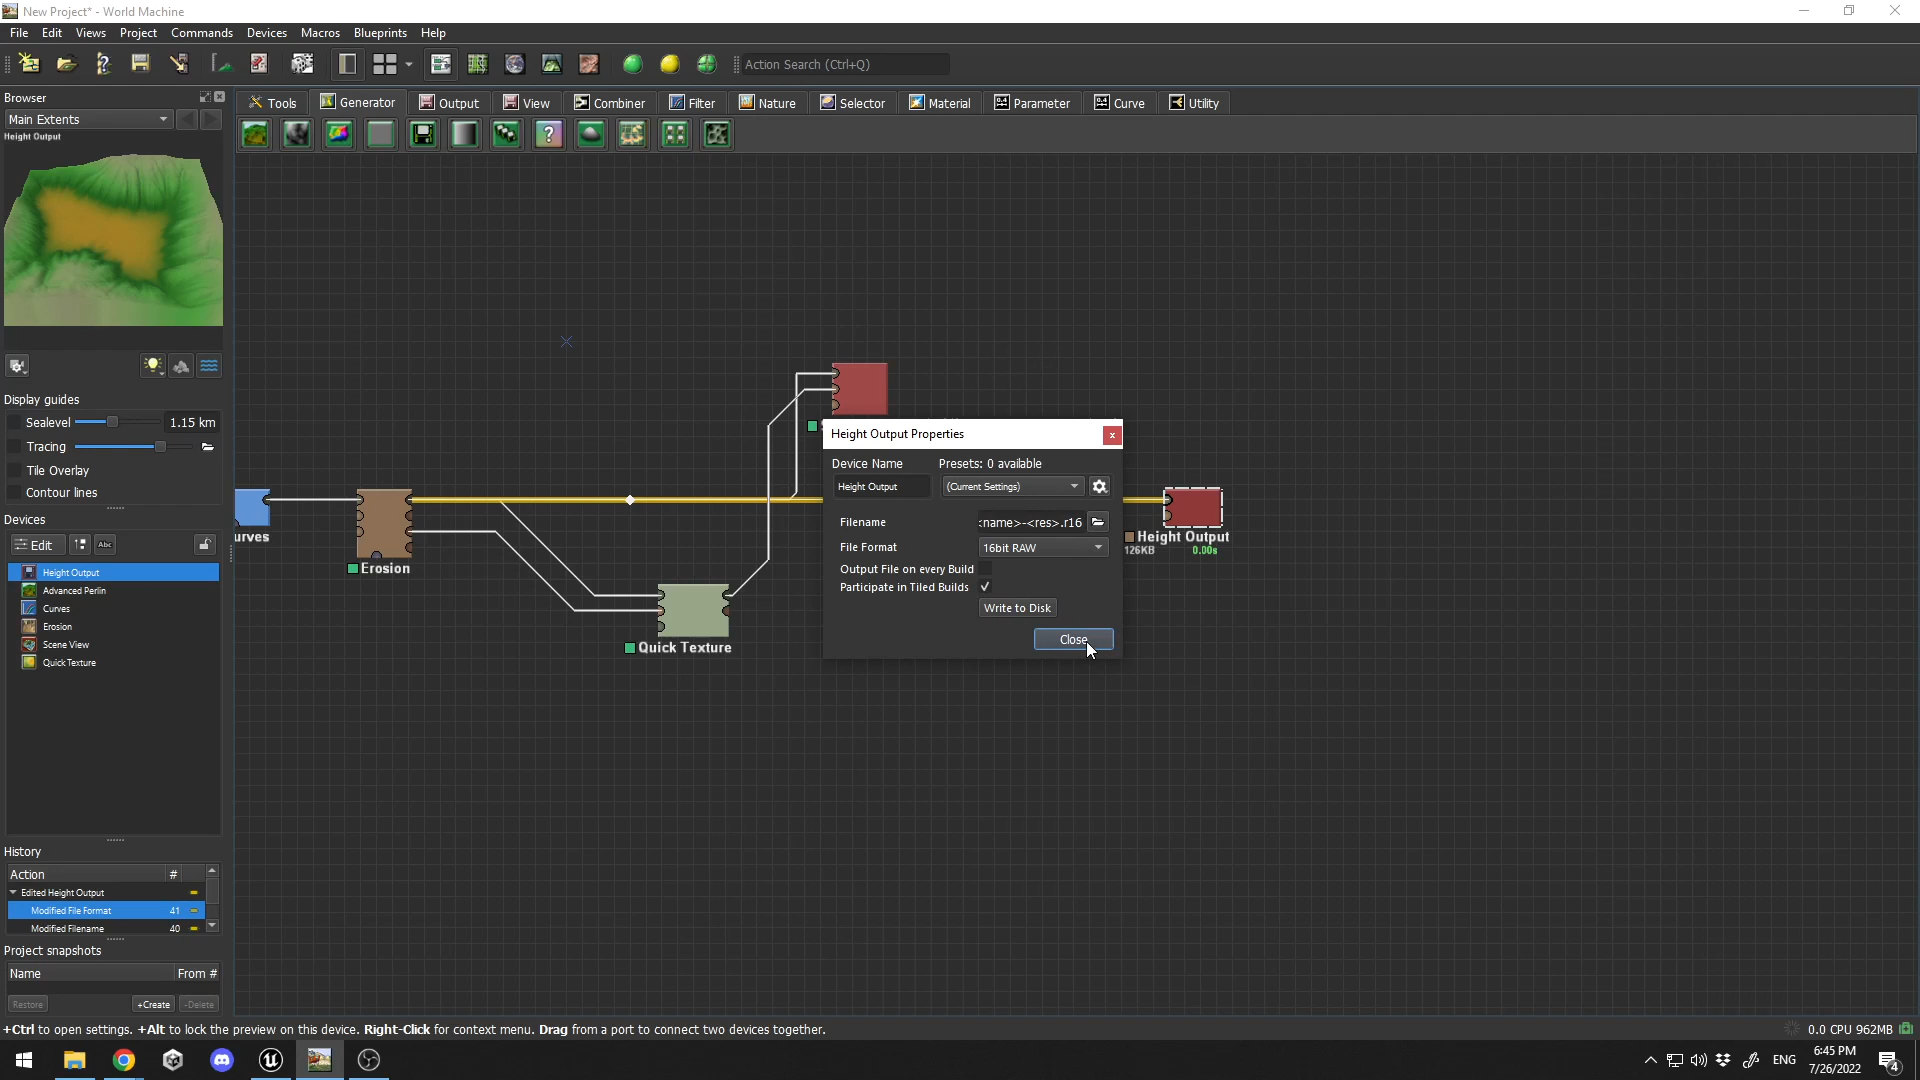 New Project* - World Machine
File Edit Views Project Commands Devices Macros Blueprints Help
Action Search (Ctrl+Q)
Browser
Main Extents
Height Output
Tools Generator Output View Combiner Filter Nature Selector Material Parameter Curve Utility
Display guides
Sealevel 1.15 km
Tracing
Tile Overlay
Contour lines
Devices
Edit Abc
Height Output
Advanced Perlin
Curves
Erosion
Scene View
Quick Texture
History
Action #
Edited Height Output
Modified File Format 41
Modified Filename 40
Project snapshots
Name From #
Restore +Create -Delete
urves
Erosion
Quick Texture
Height Output
126KB 0.00s
Height Output Properties
x
Device Name Presets: 0 available
Height Output (Current Settings)
Filename :name>-<res>.r16
File Format 16bit RAW
Output File on every Build
Participate in Tiled Builds
Write to Disk
Close
+Ctrl to open settings. +Alt to lock the preview on this device. Right-Click for context menu. Drag from a port to connect two devices together.
0.0 CPU 962MB
ENG
6:45 PM
7/26/2022
4